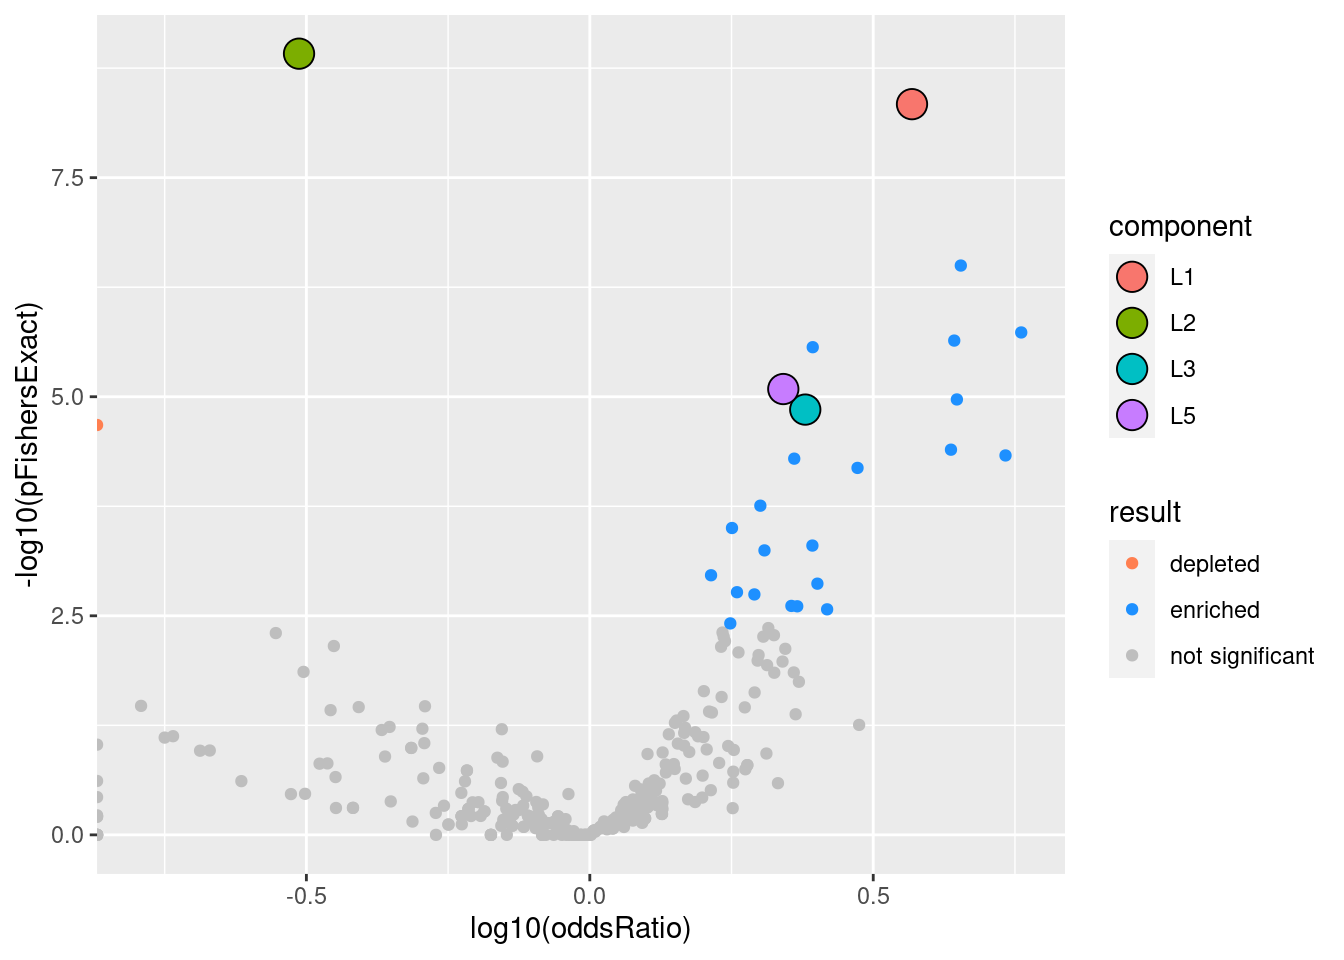 7.5
5.0
2.5
0.0
-log10(pFishersExact)
-0.5
0.0
0.5
log10(oddsRatio)
component
L1
L2
L3
L5
result
depleted
enriched
not significant